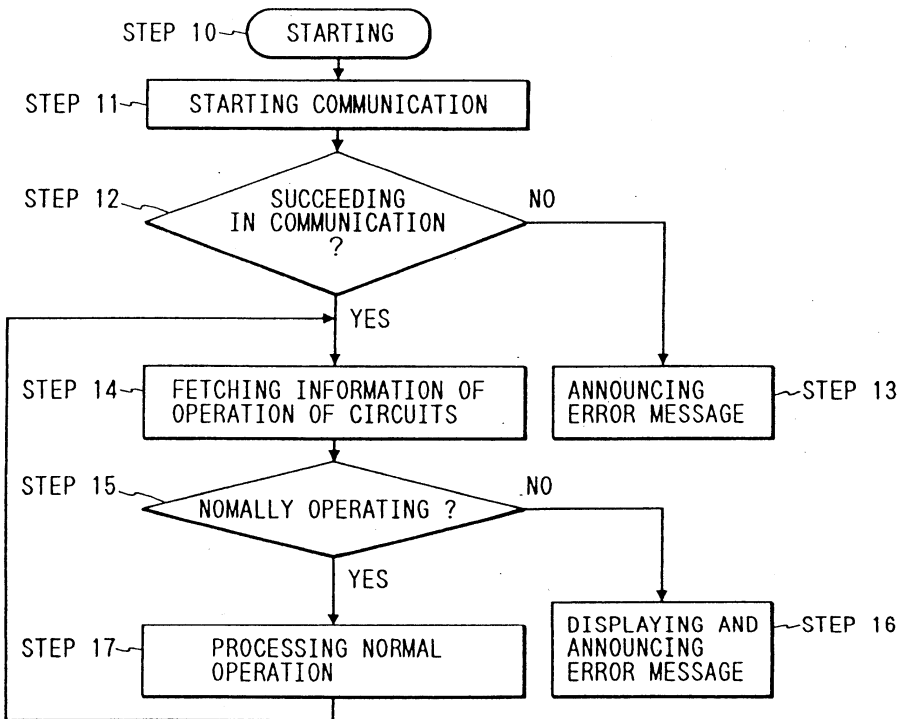 STEP 10 STARTING
STEP 11 STARTING COMMUNICATION
STEP 12
SUCCEEDING
IN COMMUNICATION
?
NO
YES
STEP 14
FETCHING INFORMATION OF
OPERATION OF CIRCUITS
ANNOUNCING
ERROR MESSAGE
STEP 13
STEP 15
NOMALLY OPERATING ?
NO
YES
STEP 17
PROCESSING NORMAL
OPERATION
DISPLAYING AND
ANNOUNCING
ERROR MESSAGE
STEP 16